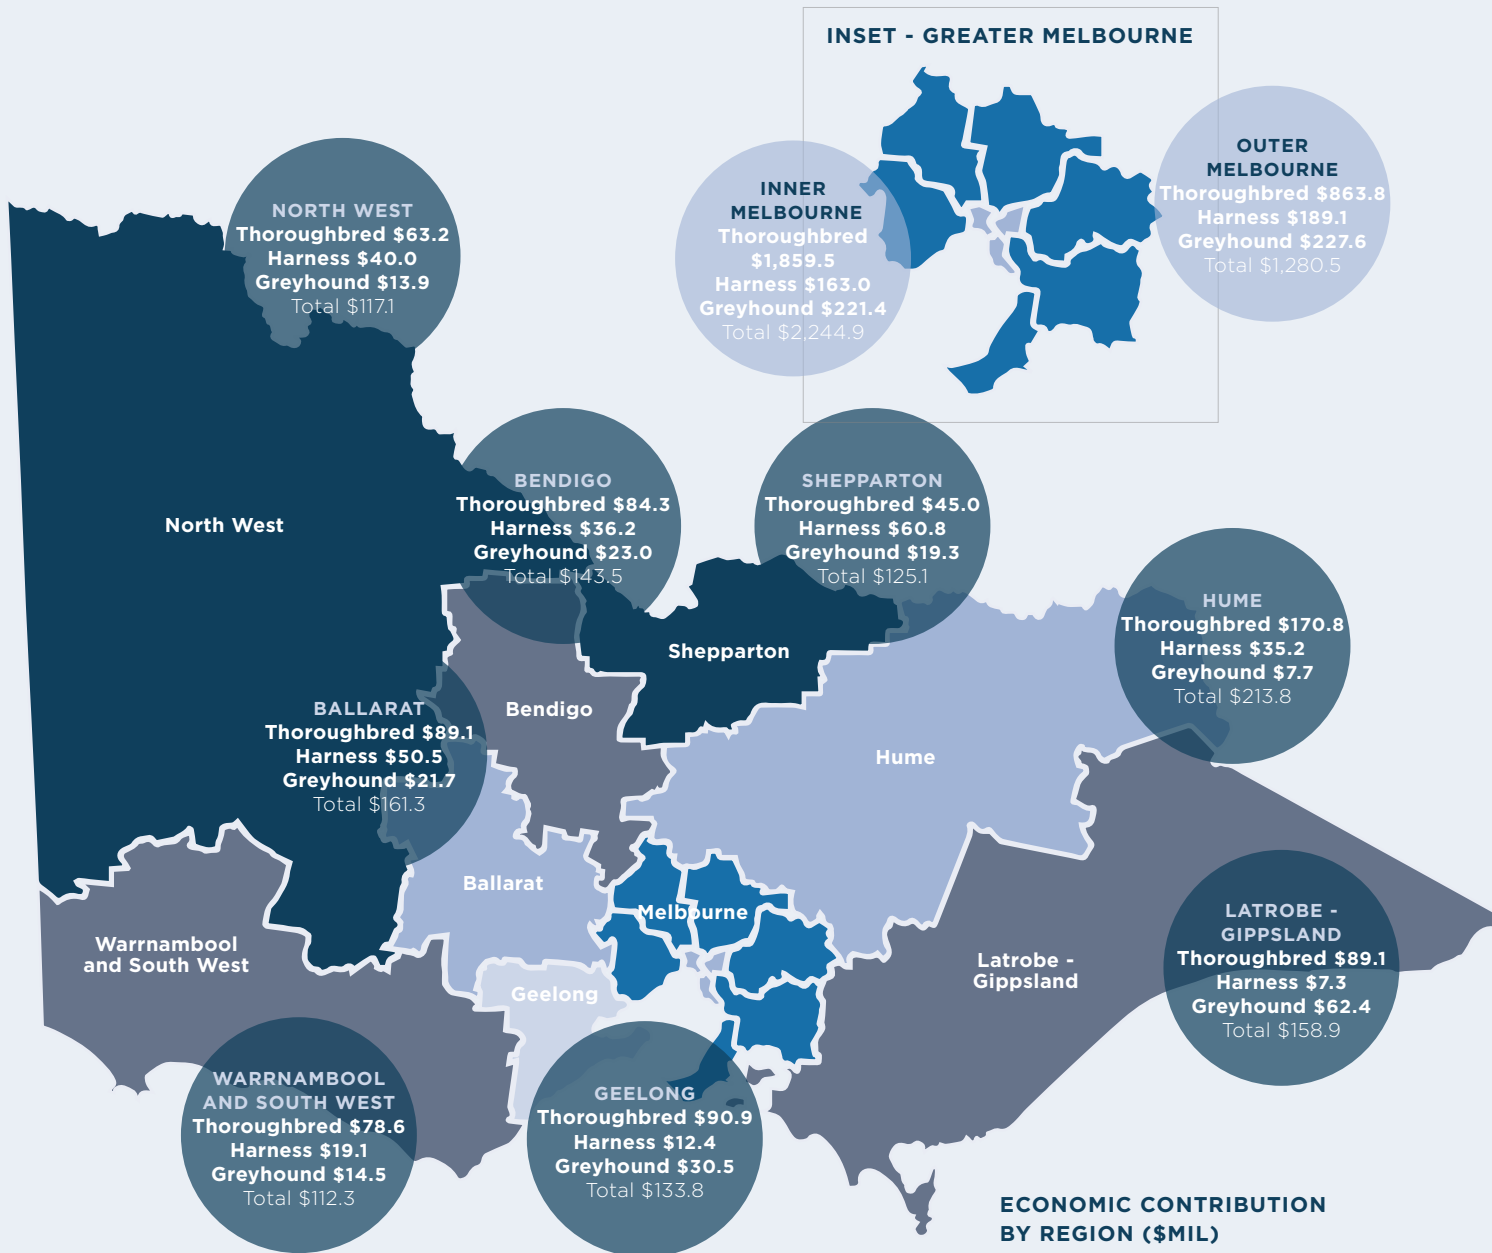 INSET - GREATER MELBOURNE
OUTER
MELBOURNE
Thoroughbred $863.8
Harness $189.1
Greyhound $227.6
Total $1,280.5
INNER
MELBOURNE
Thoroughbred
$1,859.5
Harness $163.0
Greyhound $221.4
Total $2,244.9
NORTH WEST
Thoroughbred $63.2
Harness $40.0
Greyhound $13.9
Total $117.1
BENDIGO
Thoroughbred $84.3
Harness $36.2
Greyhound $23.0
Total $143.5
SHEPPARTON
Thoroughbred $45.0
Harness $60.8
Greyhound $19.3
Total $125.1
North West
HUME
Thoroughbred $170.8
Harness $35.2
Greyhound $7.7
Total $213.8
Shepparton
Bendigo
BALLARAT
Thoroughbred $89.1
Harness $50.5
Greyhound $21.7
Total $161.3
Hume
Ballarat
Melbourne
Warrnambool
and South West
Latrobe -
Gippsland
LATROBE -
GIPPSLAND
Thoroughbred $89.1
Harness $7.3
Greyhound $62.4
Total $158.9
Geelong
WARRNAMBOOL
AND SOUTH WEST
Thoroughbred $78.6
Harness $19.1
Greyhound $14.5
Total $112.3
GEELONG
Thoroughbred $90.9
Harness $12.4
Greyhound $30.5
Total $133.8
ECONOMIC CONTRIBUTION
BY REGION ($MIL)